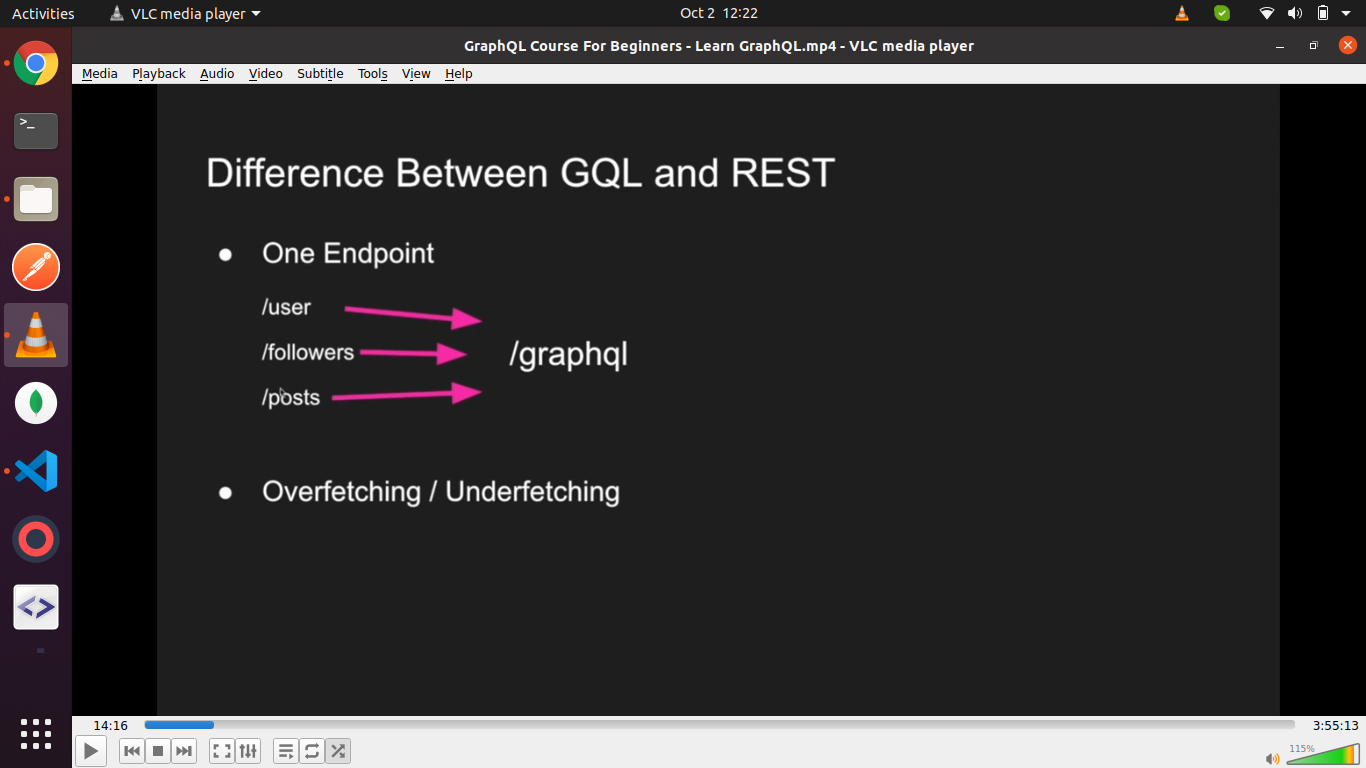 Activities
VLC media player
Oct 2 12:22
GraphQL Course For Beginners - Learn GraphQL.mp4 - VLC media player
Media Playback Audio Video Subtitle Tools View Help
>_
Difference Between GQL and REST
● One Endpoint
/user
/followers
/graphql
/posts
● Overfetching / Underfetching
14:16
3:55:13
115%